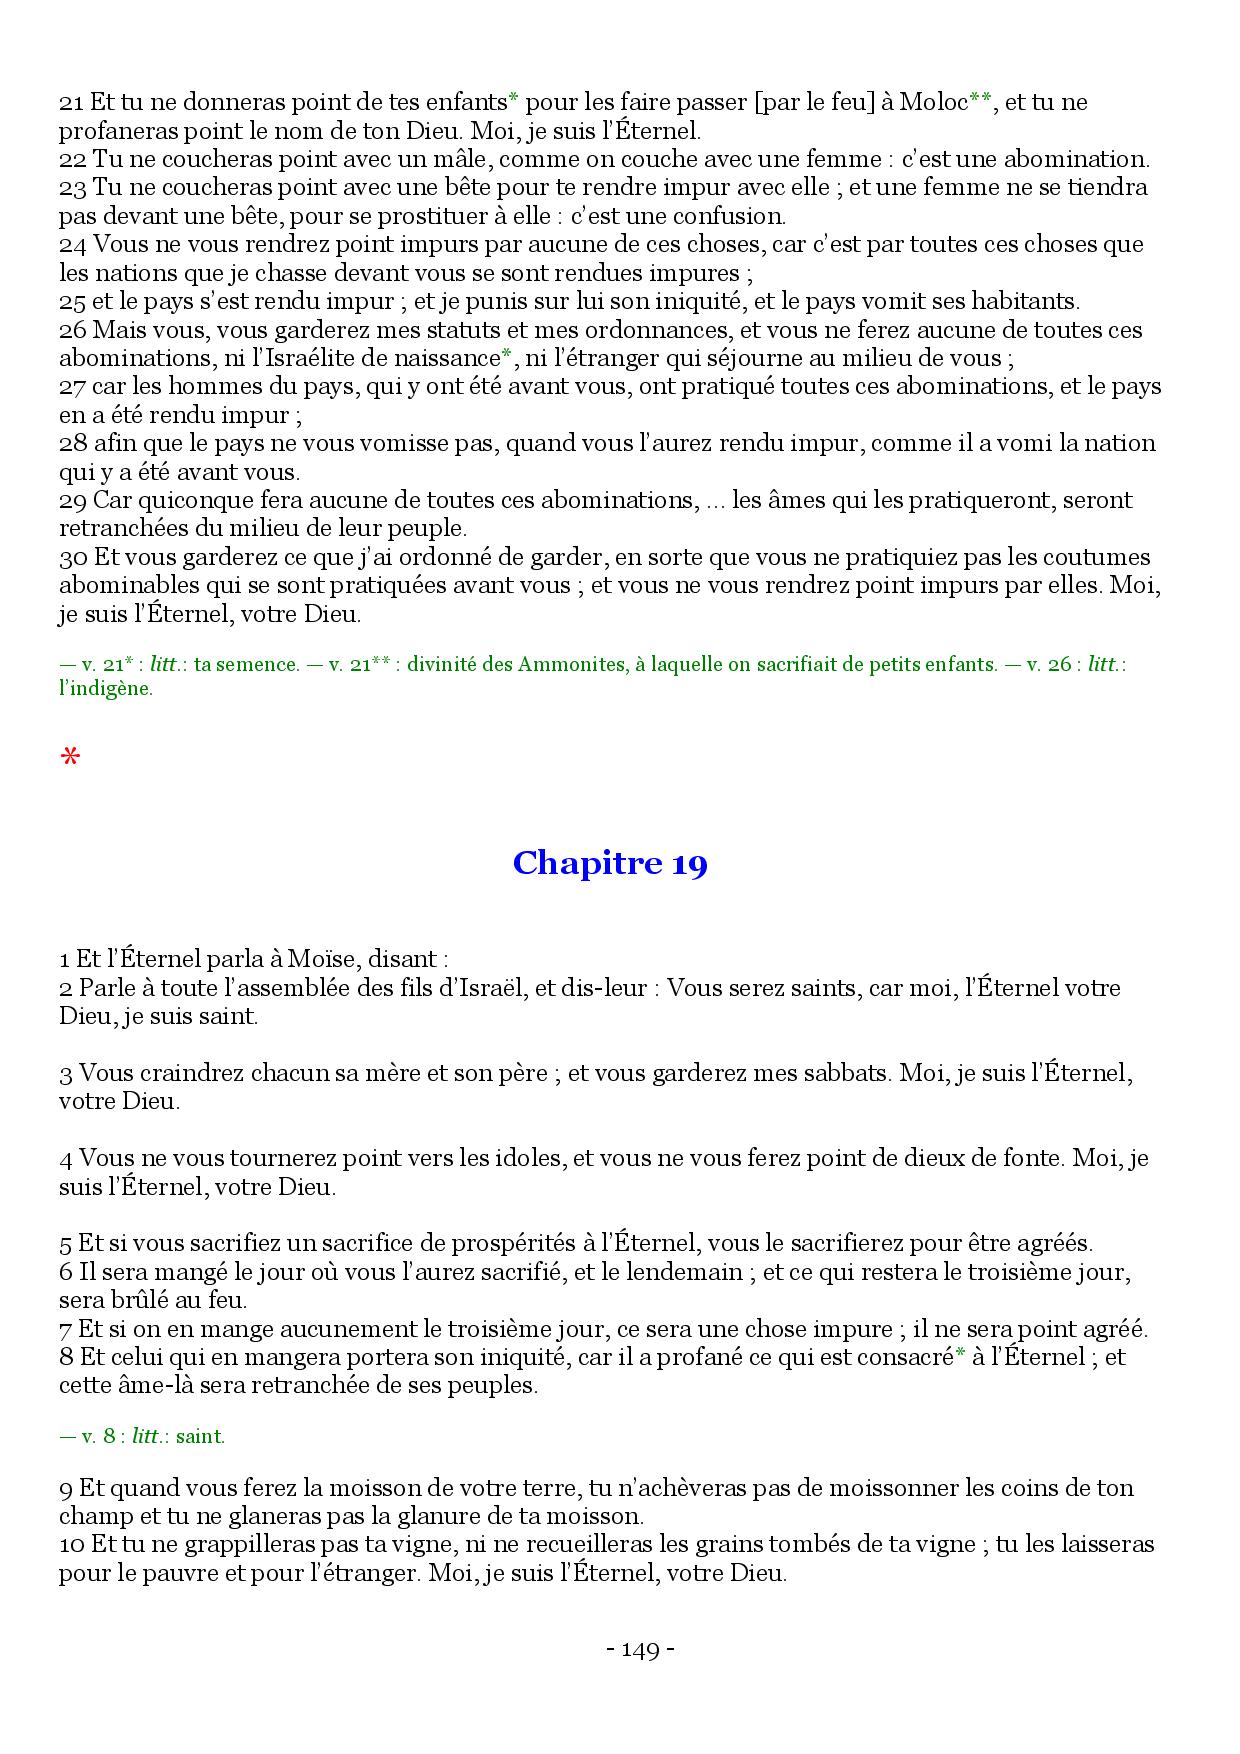 21 Et tu ne donneras point de tes enfants* pour les faire passer [par le feu] à Moloc**, et tu ne
profaneras point le nom de ton Dieu. Moi, je suis l’Éternel.
22 Tu ne coucheras point avec un mâle, comme on couche avec une femme : c’est une abomination.
23 Tu ne coucheras point avec une bête pour te rendre impur avec elle ; et une femme ne se tiendra
pas devant une bête, pour se prostituer à elle : c’est une confusion.
24 Vous ne vous rendrez point impurs par aucune de ces choses, car c’est par toutes ces choses que
les nations que je chasse devant vous se sont rendues impures ;
25 et le pays s’est rendu impur ; et je punis sur lui son iniquité, et le pays vomit ses habitants.
26 Mais vous, vous garderez mes statuts et mes ordonnances, et vous ne ferez aucune de toutes ces
abominations, ni l’Israélite de naissance*, ni l’étranger qui séjourne au milieu de vous ;
27 car les hommes du pays, qui y ont été avant vous, ont pratiqué toutes ces abominations, et le pays
en a été rendu impur ;
28 afin que le pays ne vous vomisse pas, quand vous l’aurez rendu impur, comme il a vomi la nation
qui y a été avant vous.
29 Car quiconque fera aucune de toutes ces abominations, ... les âmes qui les pratiqueront, seront
retranchées du milieu de leur peuple.
30 Et vous garderez ce que j’ai ordonné de garder, en sorte que vous ne pratiquiez pas les coutumes
abominables qui se sont pratiquées avant vous ; et vous ne vous rendrez point impurs par elles. Moi,
je suis l’Éternel, votre Dieu.
— v. 21* : litt.: ta semence. — v. 21** : divinité des Ammonites, à laquelle on sacrifiait de petits enfants. — v. 26 : litt.:
l’indigène.
*
Chapitre 19
1 Et l’Éternel parla à Moïse, disant :
2 Parle à toute l’assemblée des fils d’Israël, et dis-leur : Vous serez saints, car moi, l’Éternel votre
Dieu, je suis saint.
3 Vous craindrez chacun sa mère et son père ; et vous garderez mes sabbats. Moi, je suis l’Éternel,
votre Dieu.
4 Vous ne vous tournerez point vers les idoles, et vous ne vous ferez point de dieux de fonte. Moi, je
suis l’Éternel, votre Dieu.
5 Et si vous sacrifiez un sacrifice de prospérités à l’Éternel, vous le sacrifierez pour être agréés.
6 Il sera mangé le jour où vous l’aurez sacrifié, et le lendemain ; et ce qui restera le troisième jour,
sera brûlé au feu.
7 Et si on en mange aucunement le troisième jour, ce sera une chose impure ; il ne sera point agréé.
8 Et celui qui en mangera portera son iniquité, car il a profané ce qui est consacré* à l’Éternel ; et
cette âme-là sera retranchée de ses peuples.
— v. 8 : litt.: saint.
9 Et quand vous ferez la moisson de votre terre, tu n’achèveras pas de moissonner les coins de ton
champ et tu ne glaneras pas la glanure de ta moisson.
10 Et tu ne grappilleras pas ta vigne, ni ne recueilleras les grains tombés de ta vigne ; tu les laisseras
pour le pauvre et pour l’étranger. Moi, je suis l’Éternel, votre Dieu.
- 149 -